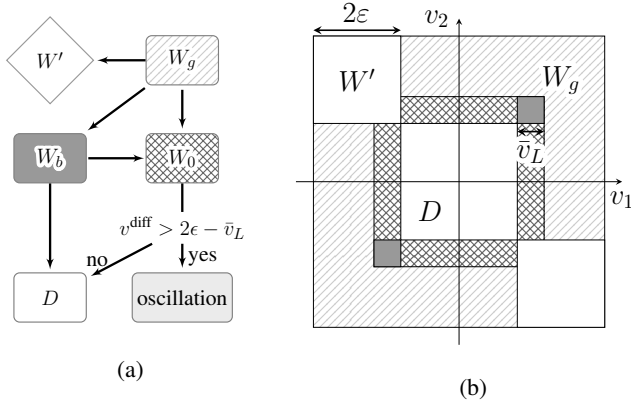 W′
W_g
W_b
W_0
v^diff > 2ϵ − v̄_L
no
yes
D
oscillation
(a)
2ε
v_2
W′
W_g
v̄_L
v_1
D
(b)